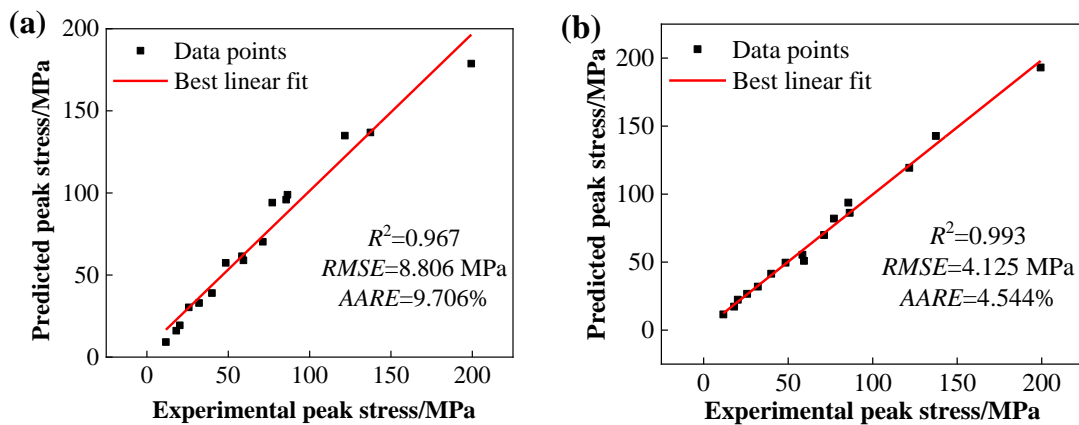 (a)
200
150
100
50
0
Predicted peak stress/MPa
Data points
Best linear fit
R²=0.967
RMSE=8.806 MPa
AARE=9.706%
0 50 100 150 200
Experimental peak stress/MPa
(b)
200
150
100
50
0
Predicted peak stress/MPa
Data points
Best linear fit
R²=0.993
RMSE=4.125 MPa
AARE=4.544%
0 50 100 150 200
Experimental peak stress/MPa